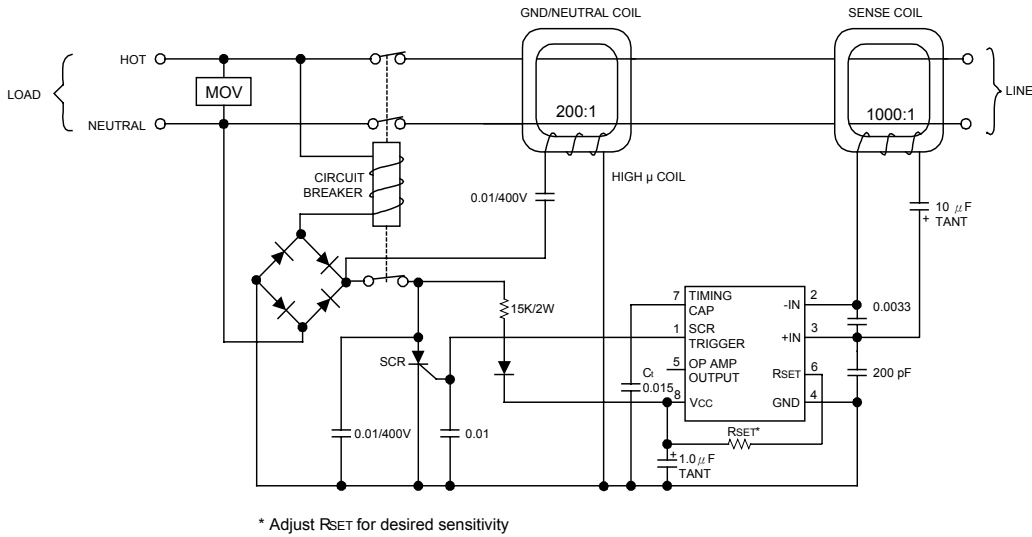 GND/NEUTRAL COIL
SENSE COIL
HOT
LOAD
MOV
LINE
200:1
1000:1
NEUTRAL
CIRCUIT
BREAKER
HIGH μ COIL
0.01/400V
10 μF
+ TANT
15K/2W
7 TIMING
CAP
-IN 2
0.0033
1 SCR
TRIGGER
+IN 3
SCR
5 OP AMP
OUTPUT
RSET 6
200 pF
Ct
0.015
8 VCC
GND 4
0.01/400V
0.01
RSET*
+ 1.0μF
TANT
* Adjust RSET for desired sensitivity